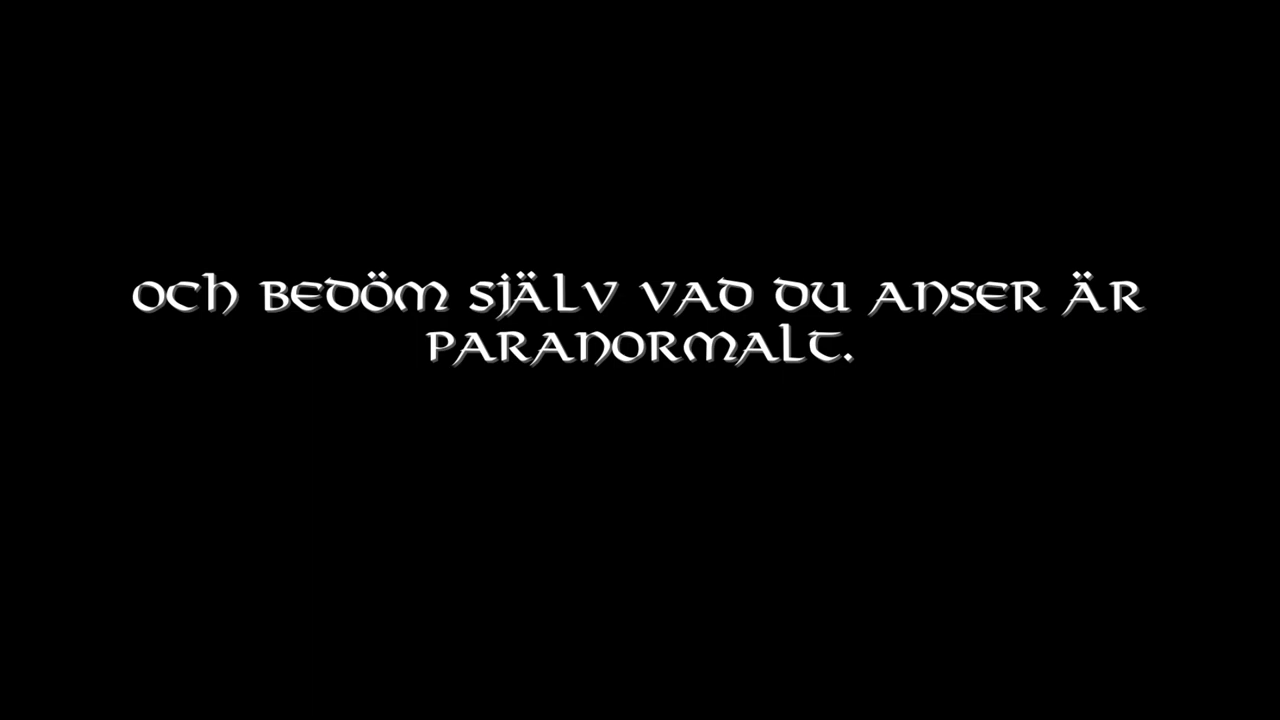 och bedöm själv vad du anser är
paranormalt.